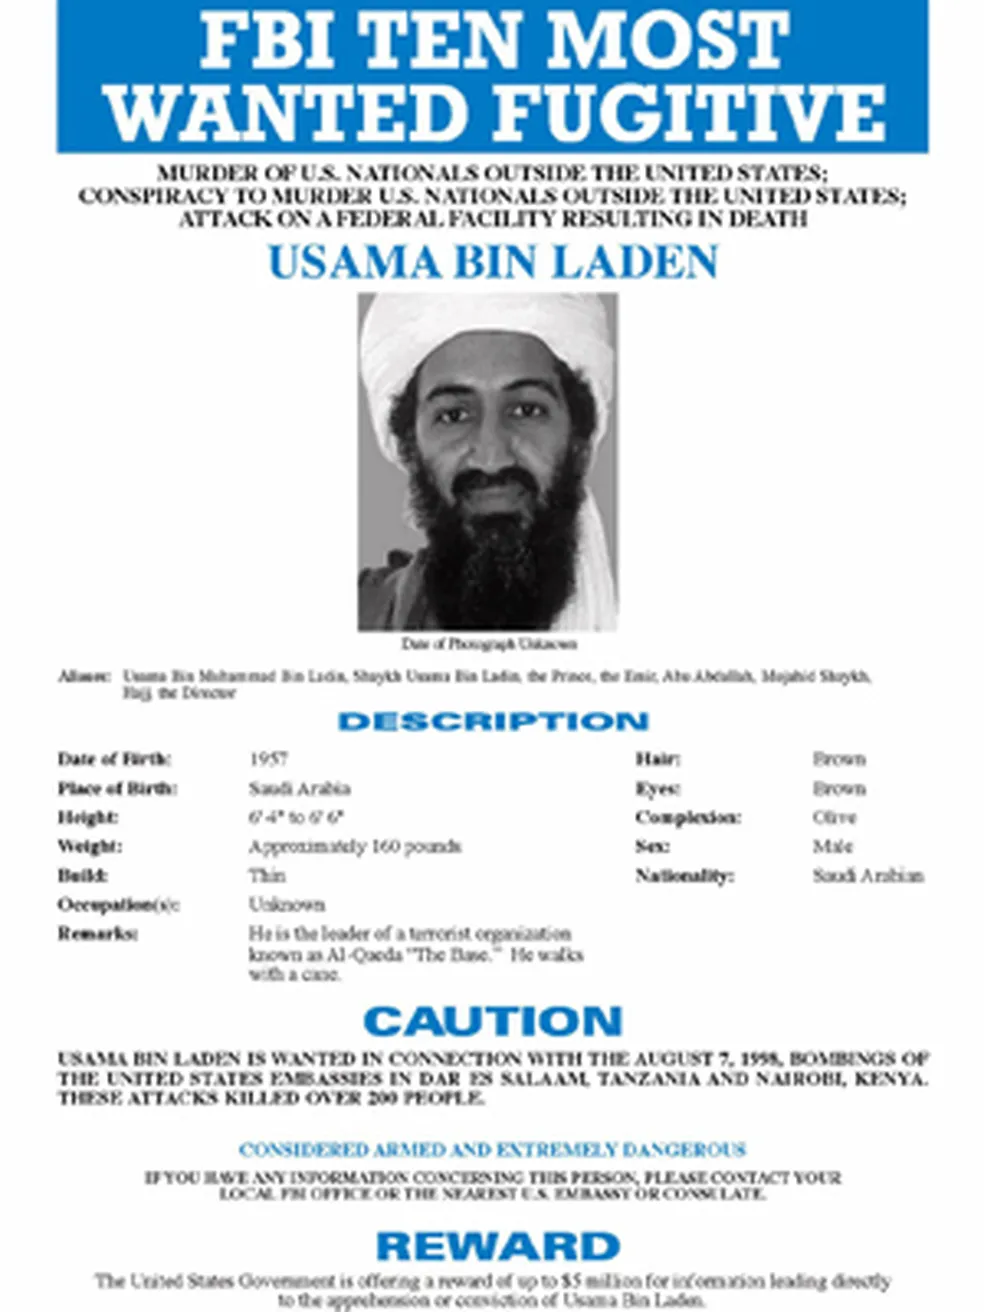 FBI TEN MOST
WANTED FUGITIVE
MURDER OF U.S. NATIONALS OUTSIDE THE UNITED STATES;
CONSPIRACY TO MURDER U.S. NATIONALS OUTSIDE THE UNITED STATES;
ATTACK ON A FEDERAL FACILITY RESULTING IN DEATH
USAMA BIN LADEN
Date of Photograph Unknown
Aliases: Usama Bin Muhammad Bin Ladin, Shaykh Usama Bin Ladin, the Prince, the Emir, Abu Abdallah, Mujahid Shaykh,
Hajj, the Director
DESCRIPTION
Date of Birth: 1957 Hair: Brown
Place of Birth: Saudi Arabia Eyes: Brown
Height: 6' 4" to 6' 6" Complexion: Olive
Weight: Approximately 160 pounds Sex: Male
Build: Thin Nationality: Saudi Arabian
Occupation(s): Unknown
Remarks: He is the leader of a terrorist organization
known as Al-Qaeda "The Base." He walks
with a cane.
CAUTION
USAMA BIN LADEN IS WANTED IN CONNECTION WITH THE AUGUST 7, 1998, BOMBINGS OF
THE UNITED STATES EMBASSIES IN DAR ES SALAAM, TANZANIA AND NAIROBI, KENYA.
THESE ATTACKS KILLED OVER 200 PEOPLE.
CONSIDERED ARMED AND EXTREMELY DANGEROUS
IF YOU HAVE ANY INFORMATION CONCERNING THIS PERSON, PLEASE CONTACT YOUR
LOCAL FBI OFFICE OR THE NEAREST U.S. EMBASSY OR CONSULATE.
REWARD
The United States Government is offering a reward of up to $5 million for information leading directly
to the apprehension or conviction of Usama Bin Laden.